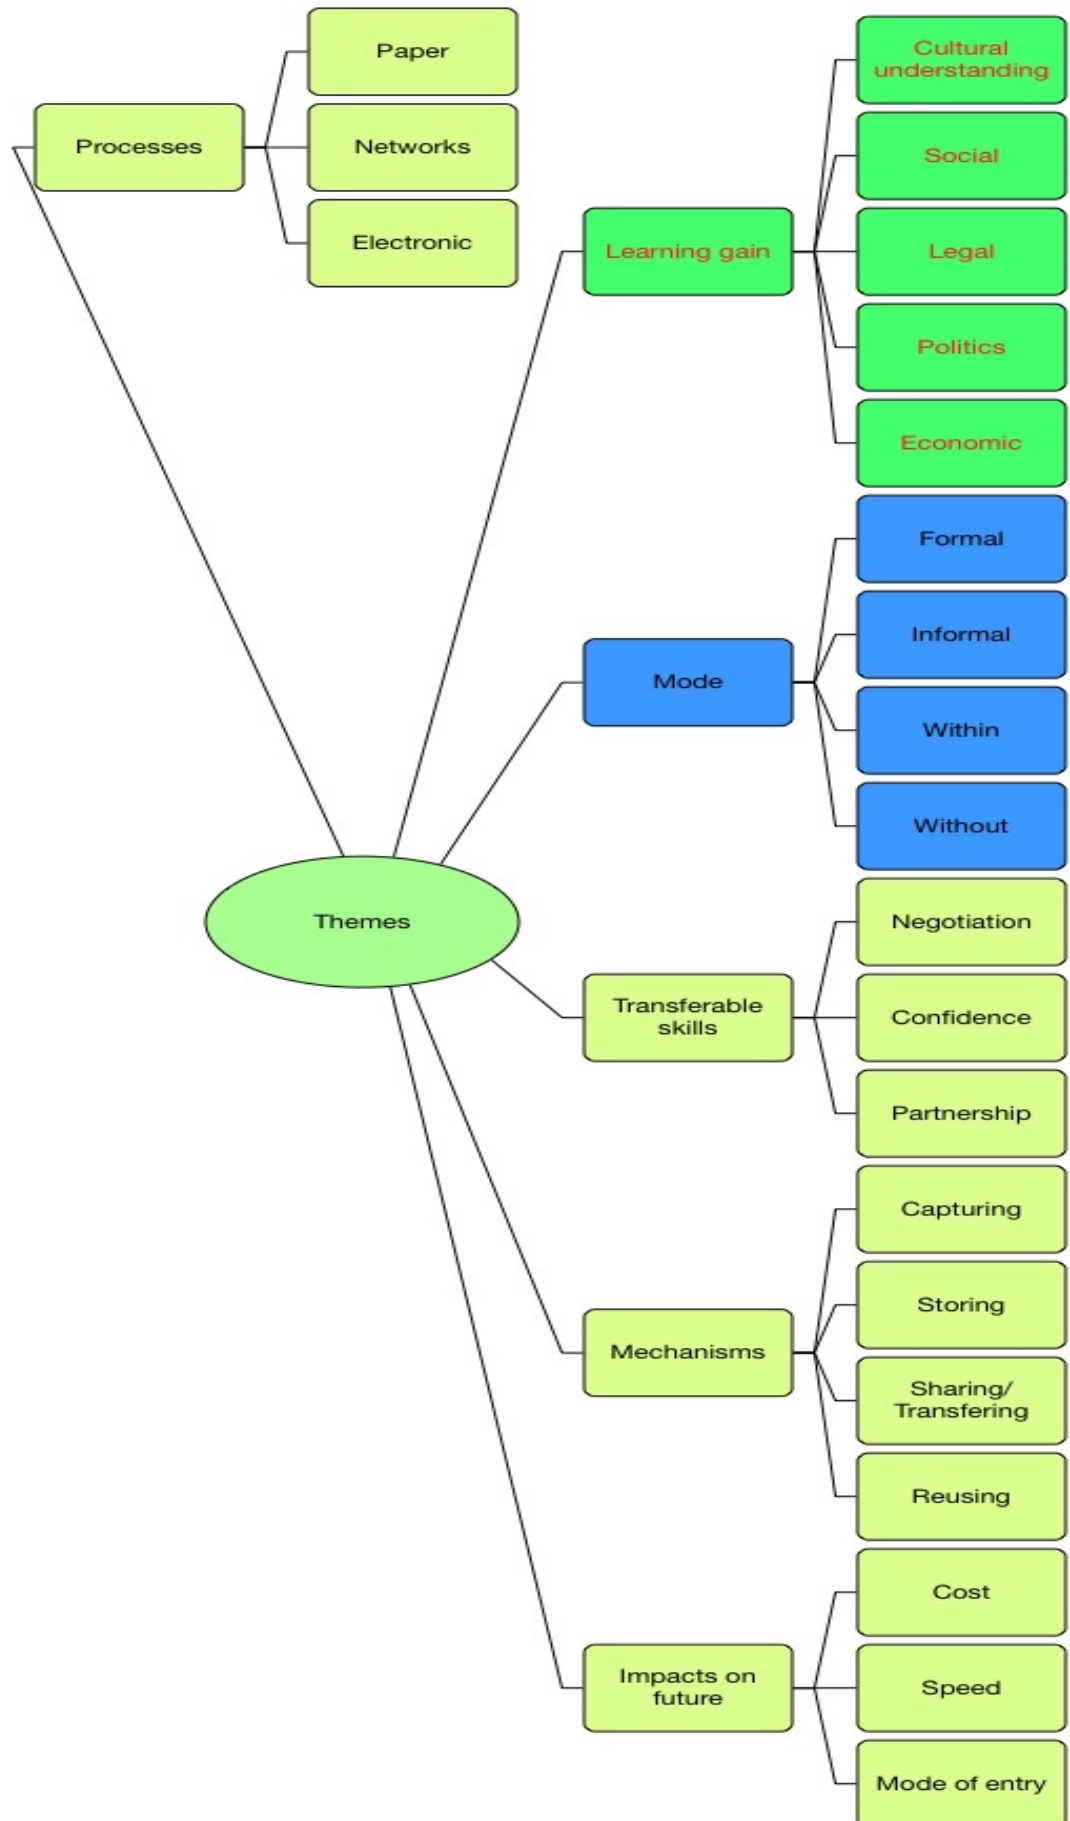 Paper
Processes
Networks
Electronic
Cultural
understanding
Social
Learning gain
Legal
Politics
Economic
Formal
Informal
Mode
Within
Without
Themes
Negotiation
Transferable
skills
Confidence
Partnership
Capturing
Storing
Mechanisms
Sharing/
Transfering
Reusing
Cost
Impacts on
future
Speed
Mode of entry